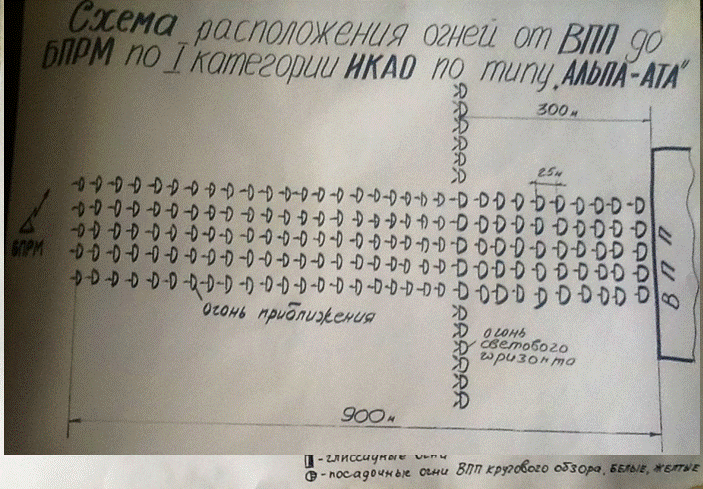 Схема расположения огней от ВПП до
БПРМ по I категории ИКАО по типу „АЛЬПА-АТА"
300м
25м
БПРМ
ВПП
огонь приближения
огонь
светового
горизонта
900м
- глиссадные огни
- посадочные огни ВПП кругового обзора, БЕЛЫЕ, ЖЕЛТЫЕ